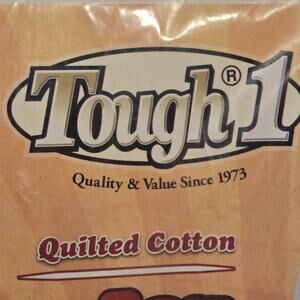 Tough® 1
Quality & Value Since 1973
Quilted Cotton